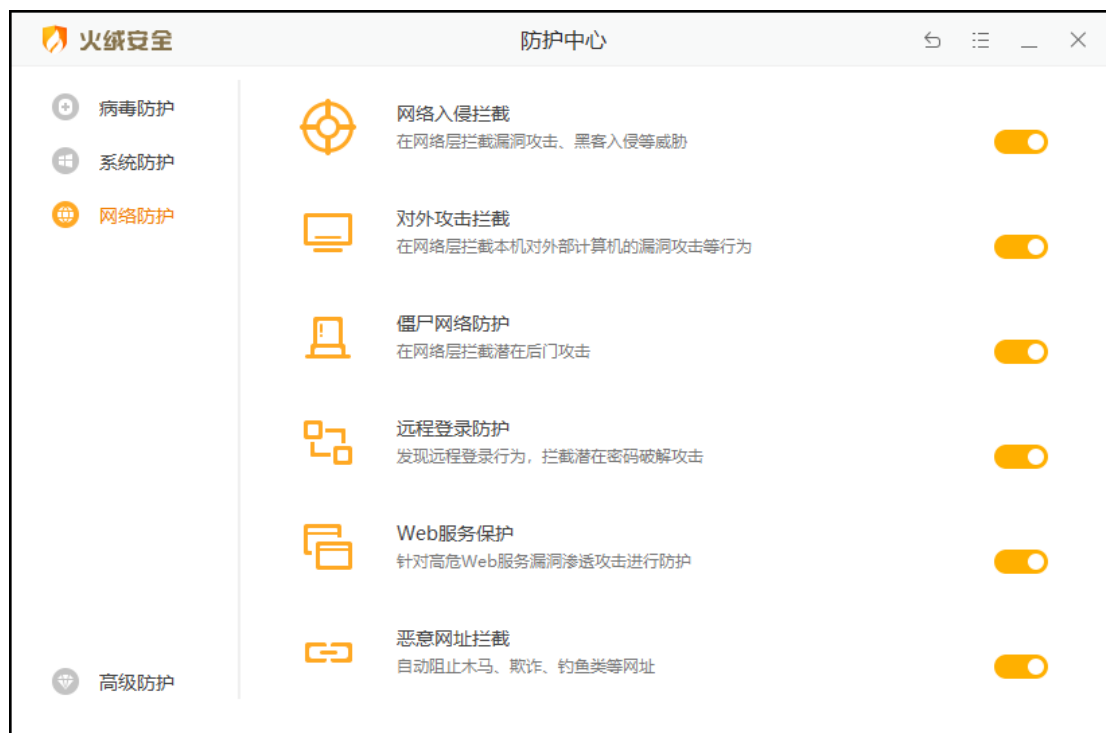 火绒安全
防护中心
病毒防护
系统防护
网络防护
高级防护
网络入侵拦截
在网络层拦截漏洞攻击、黑客入侵等威胁
对外攻击拦截
在网络层拦截本机对外部计算机的漏洞攻击等行为
僵尸网络防护
在网络层拦截潜在后门攻击
远程登录防护
发现远程登录行为，拦截潜在密码破解攻击
Web服务保护
针对高危Web服务漏洞渗透攻击进行防护
恶意网址拦截
自动阻止木马、欺诈、钓鱼类等网址